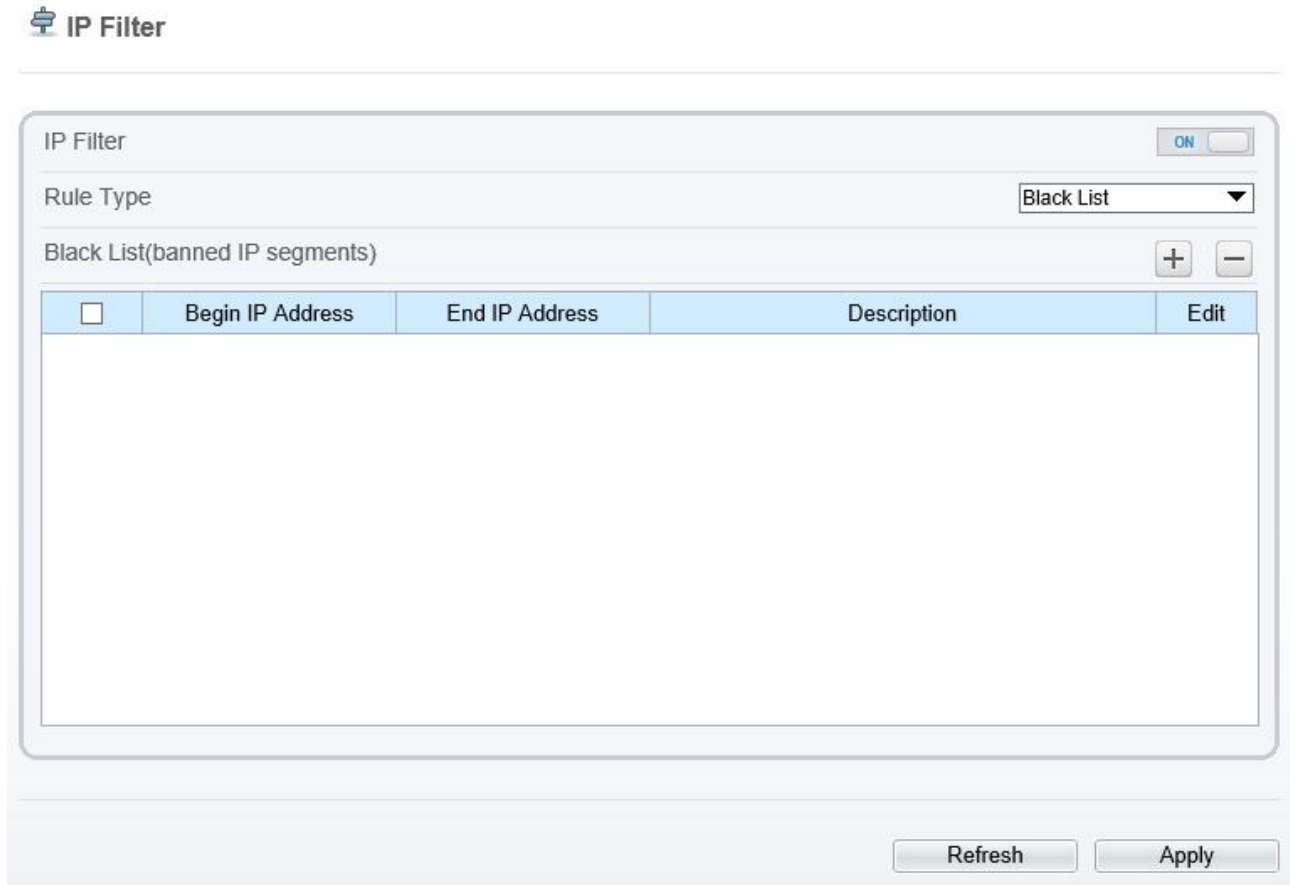 IP Filter
IP Filter
ON
Rule Type
Black List
Black List(banned IP segments)
Begin IP Address End IP Address Description Edit
Refresh Apply